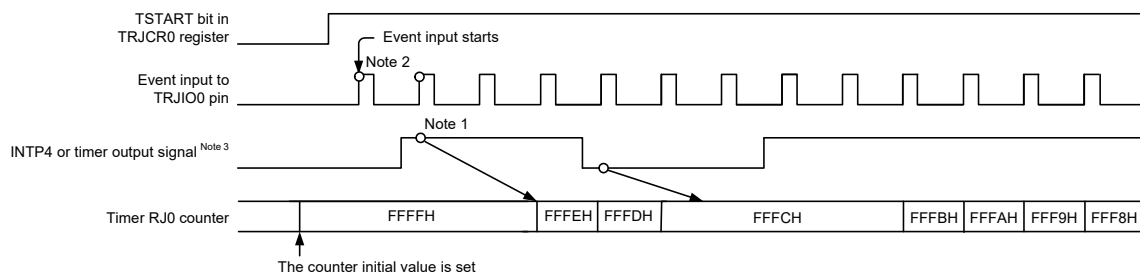 TSTART bit in
TRJCR0 register
Event input starts
Note 2
Event input to
TRJIO0 pin
Note 1
INTP4 or timer output signal Note 3
Timer RJ0 counter
FFFFH FFFEH FFFDH FFFCH FFFBH FFFAH FFF9H FFF8H
The counter initial value is set